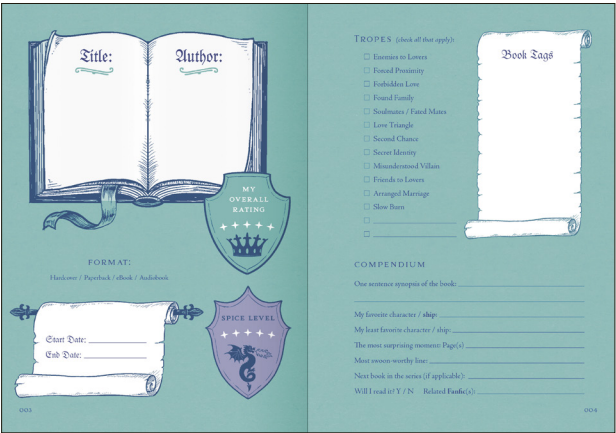 Title:
Author:
MY
OVERALL
RATING
FORMAT:
Hardcover / Paperback / eBook / Audiobook
SPICE LEVEL
Start Date:
End Date:
003
TROPES (check all that apply):
Enemies to Lovers
Forced Proximity
Forbidden Love
Found Family
Soulmates / Fated Mates
Love Triangle
Second Chance
Secret Identity
Misunderstood Villain
Friends to Lovers
Arranged Marriage
Slow Burn
Book Tags
COMPENDIUM
One sentence synopsis of the book:
My favorite character / ship:
My least favorite character / ship:
The most surprising moment: Page(s)
Most swoon-worthy line:
Next book in the series (if applicable):
Will I read it? Y / N Related Fanfic(s):
004